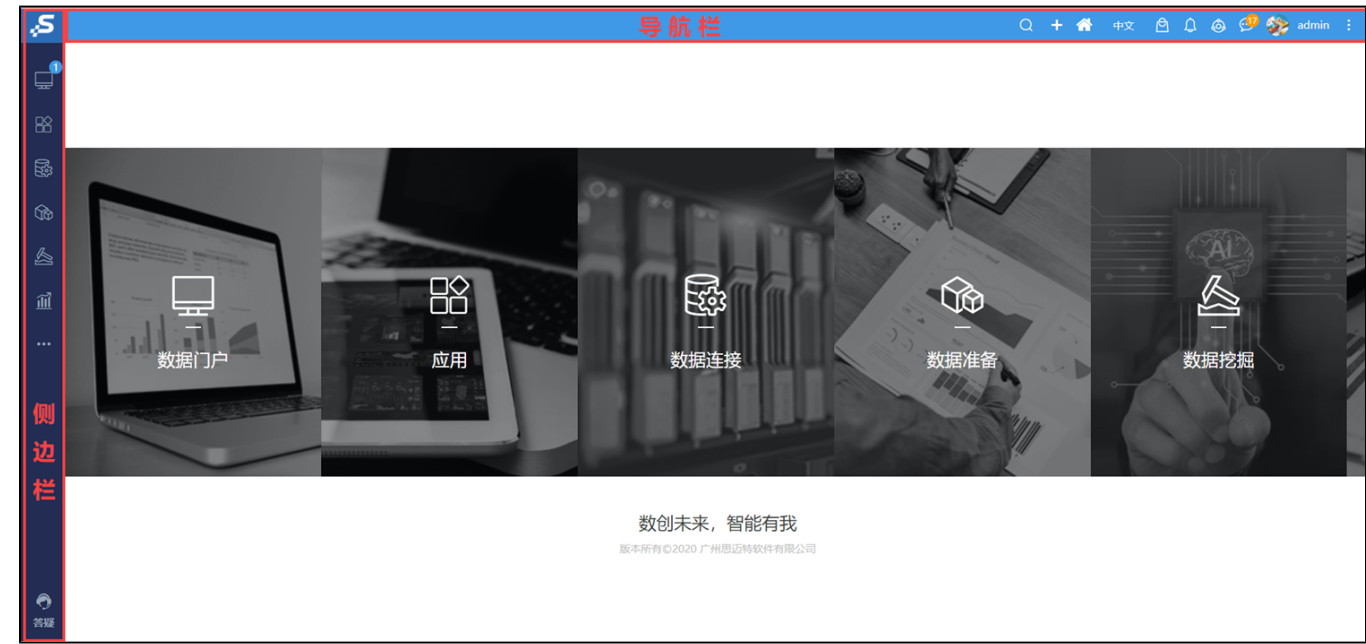 S
导航栏
中文
17
admin
1
数据门户
应用
数据连接
数据准备
AI
数据挖掘
侧
边
栏
数创未来，智能有我
版本所有©2020 广州思迈特软件有限公司
答疑